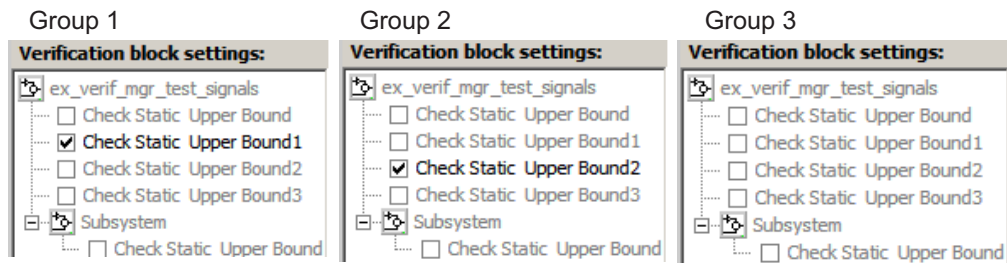 Group 1
Verification block settings:
ex_verif_mgr_test_signals
Check Static Upper Bound
Check Static Upper Bound1
Check Static Upper Bound2
Check Static Upper Bound3
Subsystem
Check Static Upper Bound
Group 2
Verification block settings:
ex_verif_mgr_test_signals
Check Static Upper Bound
Check Static Upper Bound1
Check Static Upper Bound2
Check Static Upper Bound3
Subsystem
Check Static Upper Bound
Group 3
Verification block settings:
ex_verif_mgr_test_signals
Check Static Upper Bound
Check Static Upper Bound1
Check Static Upper Bound2
Check Static Upper Bound3
Subsystem
Check Static Upper Bound